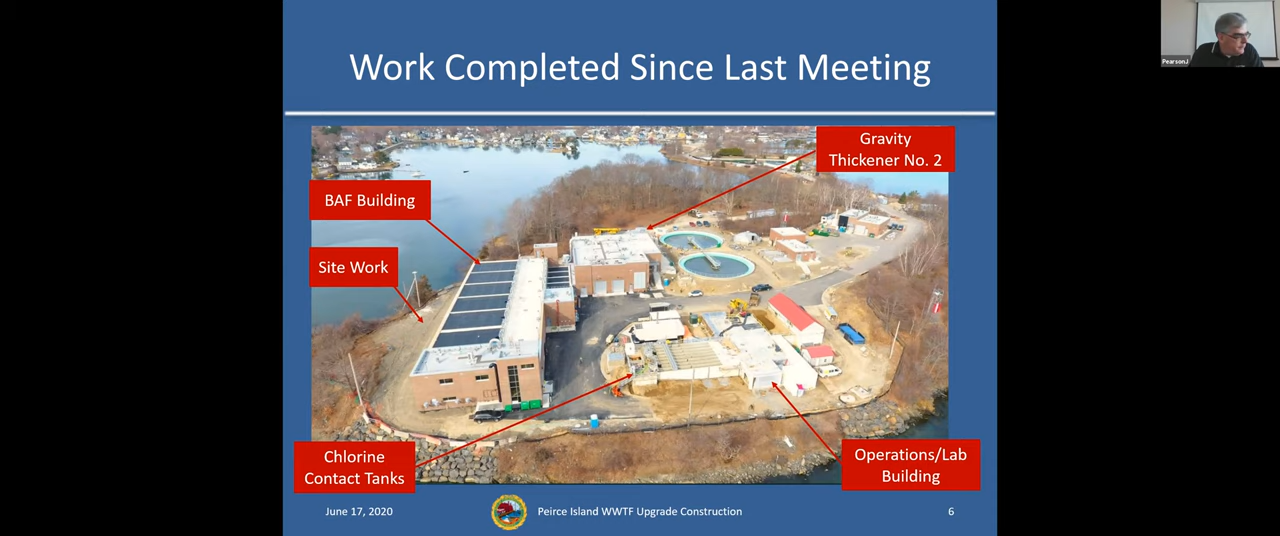 Work Completed Since Last Meeting
Gravity
Thickener No. 2
BAF Building
Site Work
Chlorine
Contact Tanks
Operations/Lab
Building
June 17, 2020
Peirce Island WWTF Upgrade Construction
6
PearsonJ